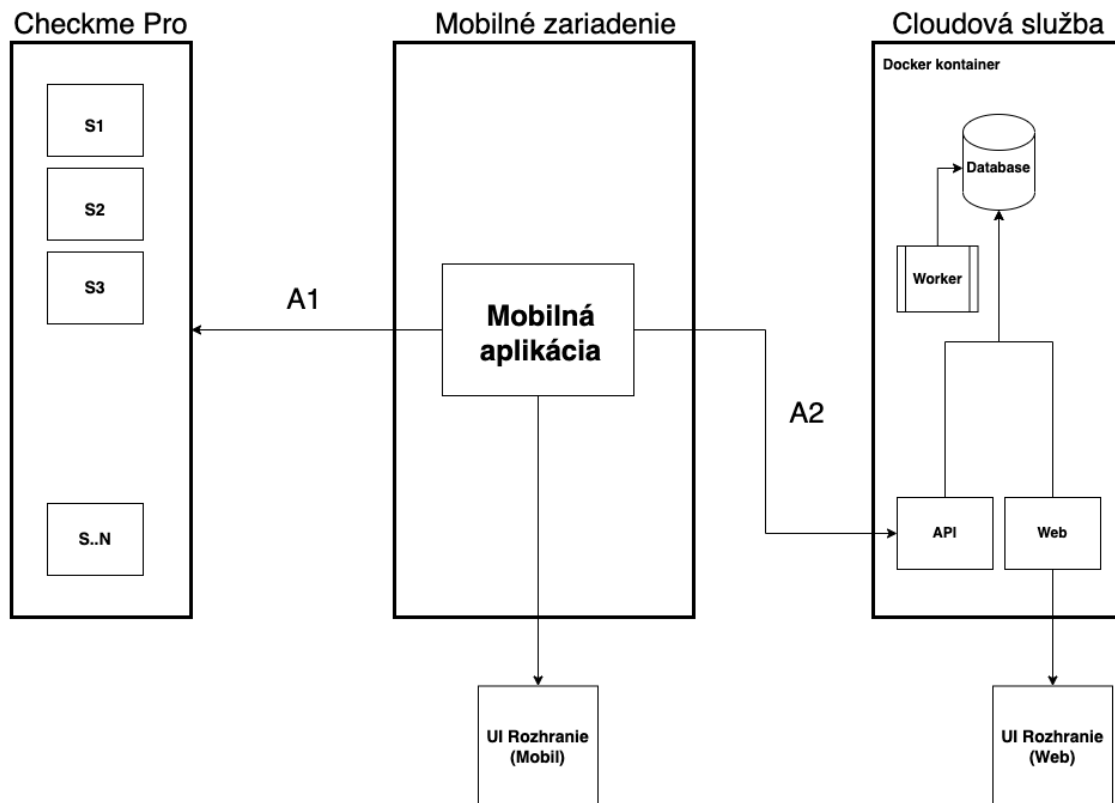 Checkme Pro
Mobilné zariadenie
Cloudová služba
Docker kontainer
S1
S2
S3
S..N
A1
Mobilná
aplikácia
A2
Database
Worker
API
Web
UI Rozhranie
(Mobil)
UI Rozhranie
(Web)